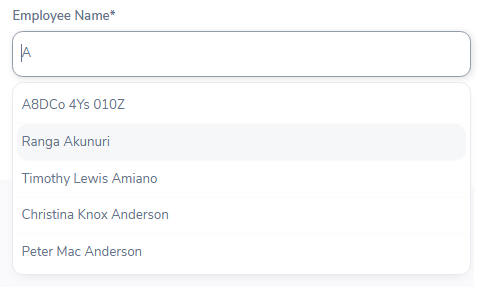 Employee Name*
A
A8DCo 4Ys 010Z
Ranga Akunuri
Timothy Lewis Amiano
Christina Knox Anderson
Peter Mac Anderson